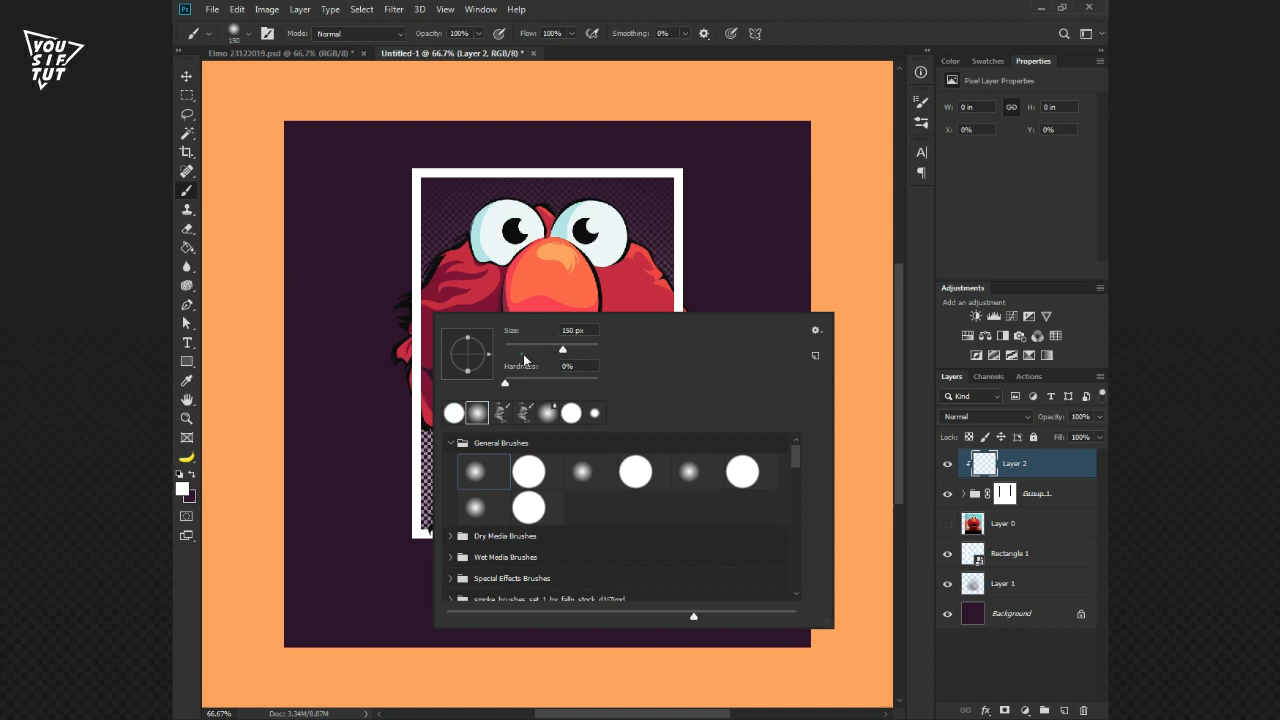 YOU
SIF
TUT
Ps File Edit Image Layer Type Select Filter 3D View Window Help
150 Mode: Normal Opacity: 100% Flow: 100% Smoothing: 0%
Elmo 23122019.psd @ 66.7% (RGB/8) * Untitled-1 @ 66.7% (Layer 2, RGB/8) *
Color Swatches Properties
Pixel Layer Properties
W: 0 in H: 0 in
X: 0% Y: 0%
Adjustments
Add an adjustment
Layers Channels Actions
Kind
Normal Opacity: 100%
Lock: Fill: 100%
Layer 2
Group 1
Layer 0
Rectangle 1
Layer 1
Background
Size: 150 px
Hardness: 0%
General Brushes
Dry Media Brushes
Wet Media Brushes
Special Effects Brushes
66.67% Doc: 3.34M/8.87M